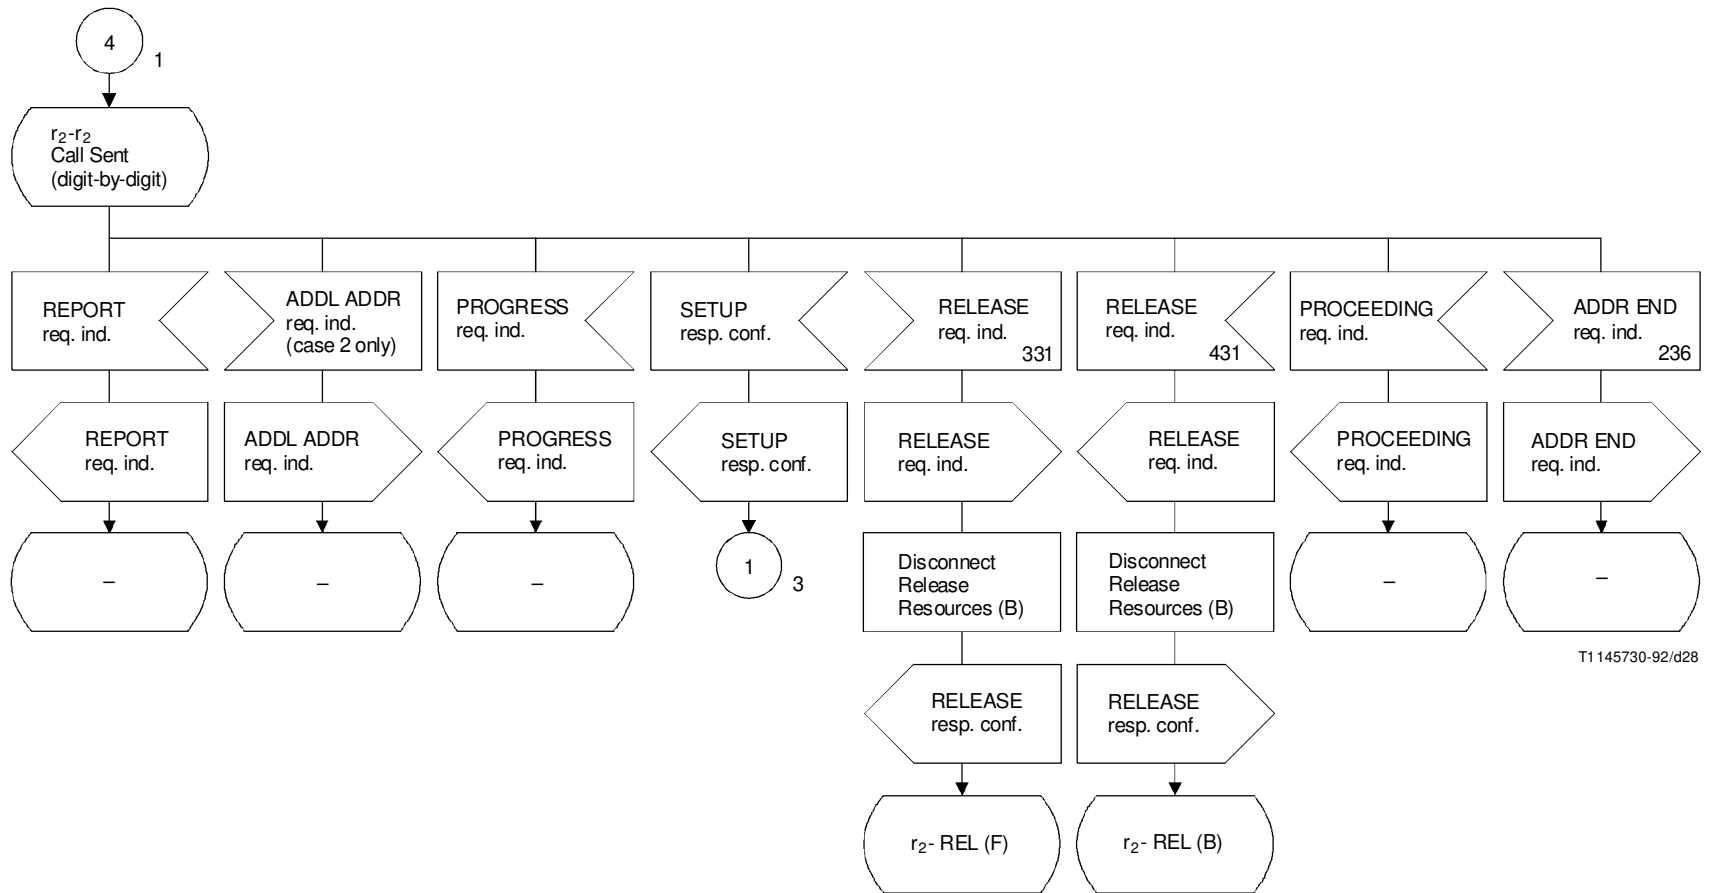 4
1
r2-r2
Call Sent
(digit-by-digit)
REPORT
req. ind.
ADDL ADDR
req. ind.
(case 2 only)
PROGRESS
req. ind.
SETUP
resp. conf.
RELEASE
req. ind.
331
RELEASE
req. ind.
431
PROCEEDING
req. ind.
ADDR END
req. ind.
236
REPORT
req. ind.
ADDL ADDR
req. ind.
PROGRESS
req. ind.
SETUP
resp. conf.
RELEASE
req. ind.
RELEASE
req. ind.
PROCEEDING
req. ind.
ADDR END
req. ind.
–
–
–
1
3
Disconnect
Release
Resources (B)
Disconnect
Release
Resources (B)
–
–
T1145730-92/d28
RELEASE
resp. conf.
RELEASE
resp. conf.
r2- REL (F)
r2- REL (B)